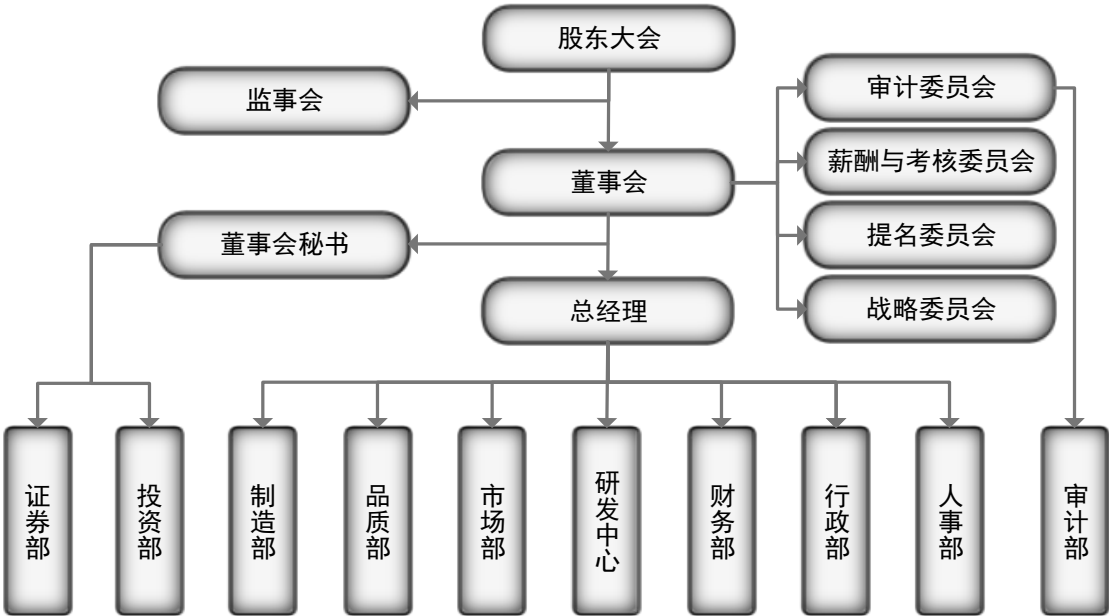 股东大会
监事会
审计委员会
薪酬与考核委员会
董事会
提名委员会
董事会秘书
总经理
战略委员会
证券部
投资部
制造部
品质部
市场部
研发中心
财务部
行政部
人事部
审计部